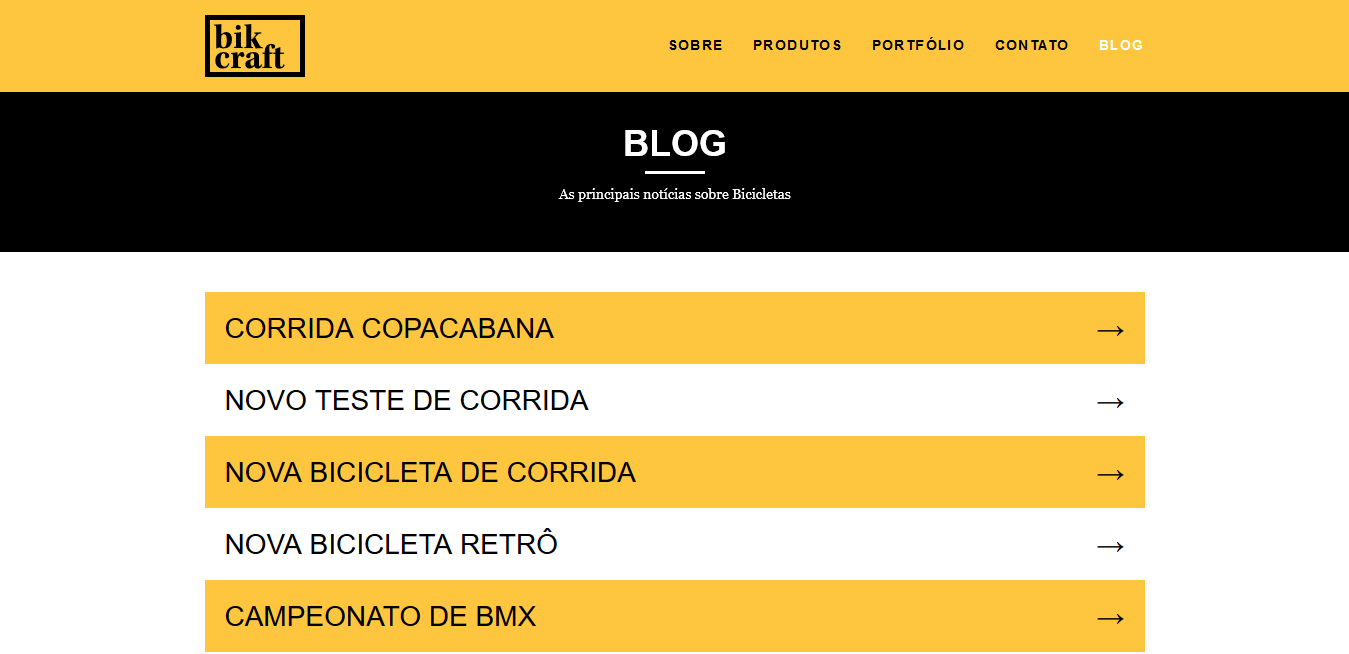 bik
craft
SOBRE PRODUTOS PORTFÓLIO CONTATO BLOG
BLOG
As principais notícias sobre Bicicletas
CORRIDA COPACABANA →
NOVO TESTE DE CORRIDA →
NOVA BICICLETA DE CORRIDA →
NOVA BICICLETA RETRÔ →
CAMPEONATO DE BMX →